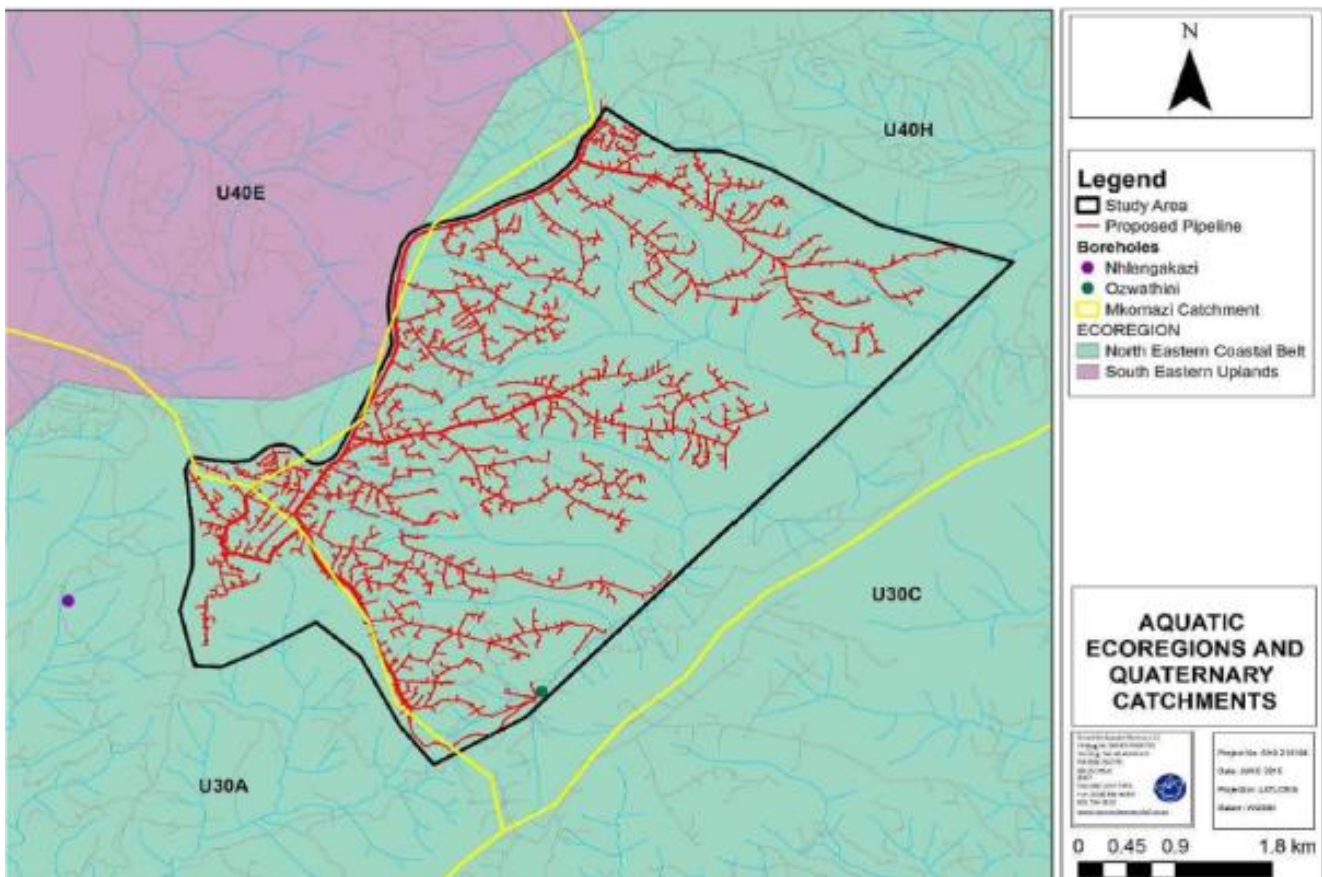 U40H
U40E
U30C
U30A
N
Legend
Study Area
Proposed Pipeline
Boreholes
Nhlengakazi
Ozwathini
Mkomazi Catchment
ECOREGION
North Eastern Coastal Belt
South Eastern Uplands
AQUATIC
ECOREGIONS AND
QUATERNARY
CATCHMENTS
0 0.45 0.9 1.8 km